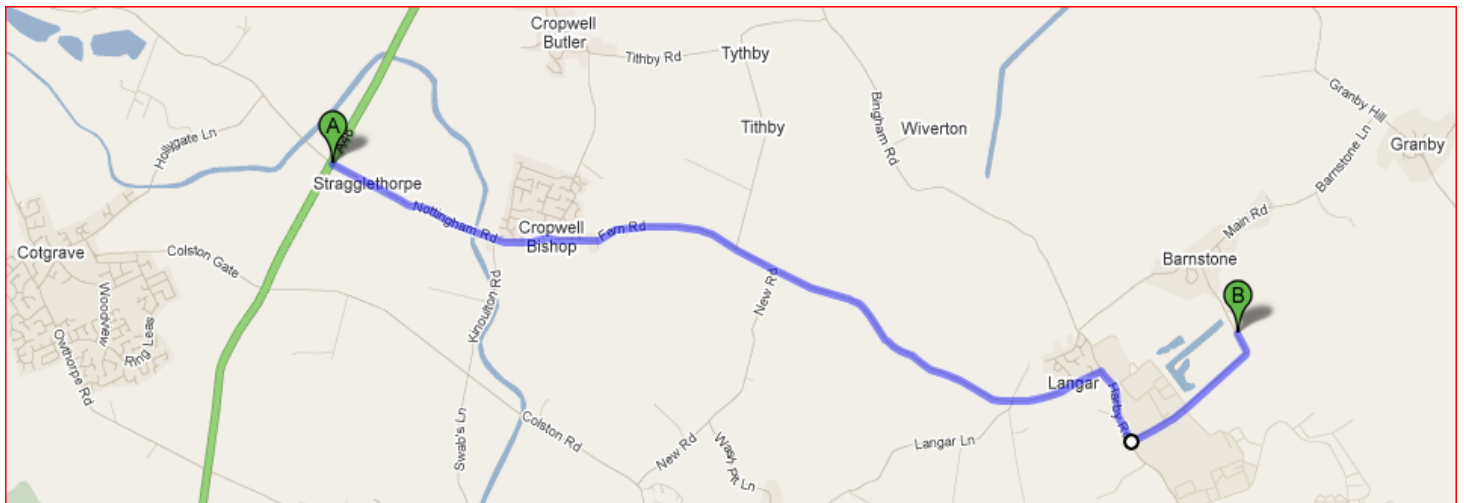 Cropwell
Butler
Tithby Rd
Tythby
Tithby
Bingham Rd
Wiverton
Granby Hill
Granby
Barnstone Ln
Main Rd
Barnstone
Hollygate Ln
A
Stragglethorpe
Nottingham Rd
Cropwell
Bishop
Fern Rd
Cotgrave
Colston Gate
Woodview
Ring Leas
Owthorpe Rd
Kinoulton Rd
New Rd
B
Langar
Harby Rd
Swab's Ln
Colston Rd
New Rd
Wash Pit Ln
Langar Ln